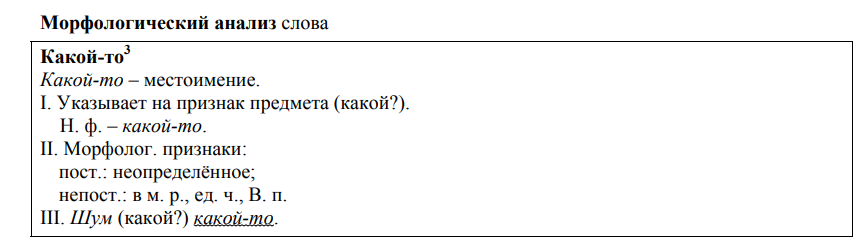 Морфологический анализ слова
Какой-то³
Какой-то – местоимение.
I. Указывает на признак предмета (какой?).
Н. ф. – какой-то.
II. Морфолог. признаки:
пост.: неопределённое;
непост.: в м. р., ед. ч., В. п.
III. Шум (какой?) какой-то.